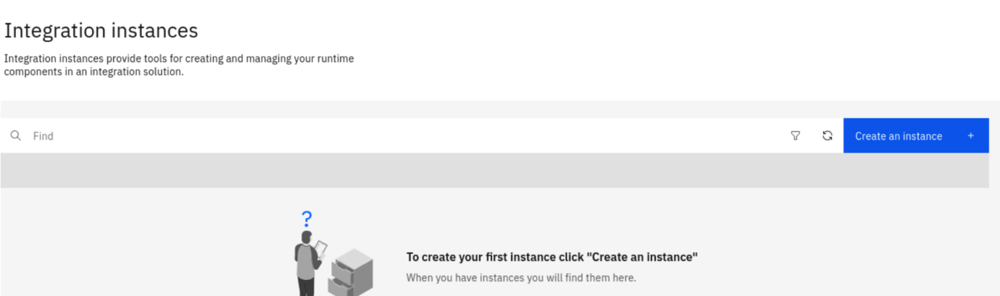 Integration instances
Integration instances provide tools for creating and managing your runtime
components in an integration solution.
Find
Create an instance +
?
To create your first instance click "Create an instance"
When you have instances you will find them here.